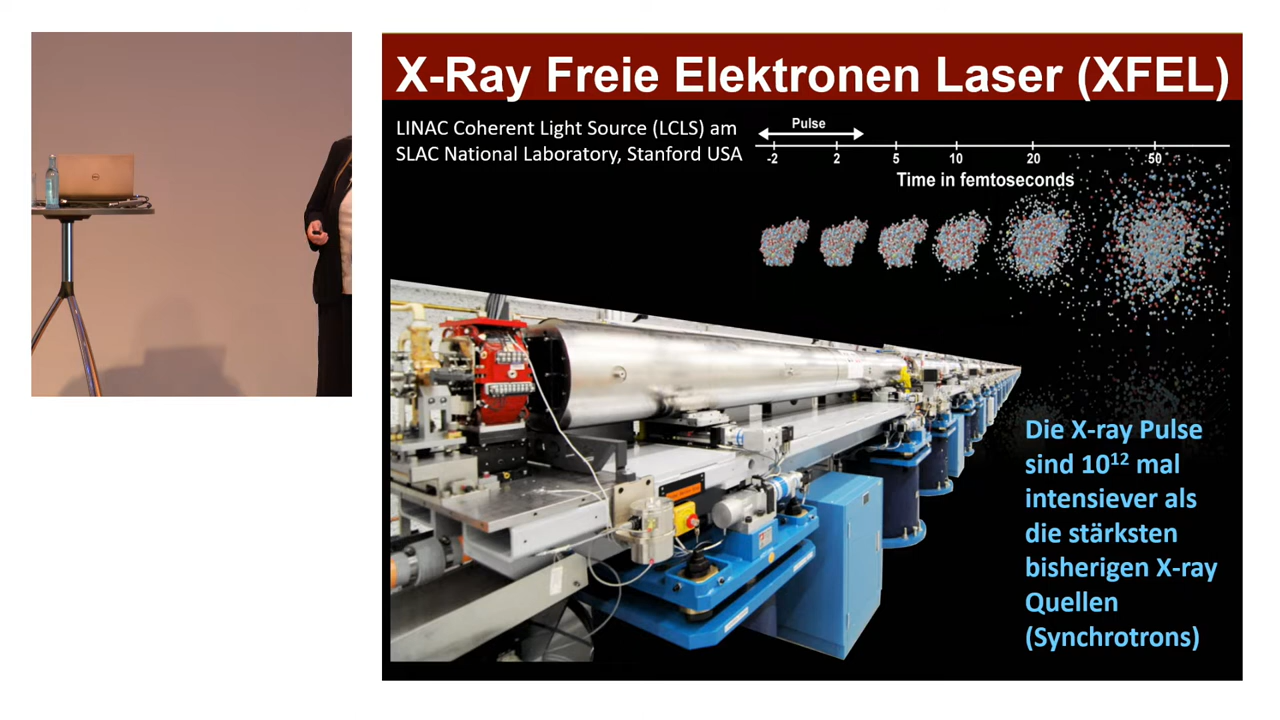 X-Ray Freie Elektronen Laser (XFEL)
LINAC Coherent Light Source (LCLS) am
SLAC National Laboratory, Stanford USA
Pulse
-2 2 5 10 20 50
Time in femtoseconds
Die X-ray Pulse
sind 10¹² mal
intensiever als
die stärksten
bisherigen X-ray
Quellen
(Synchrotrons)
DELL